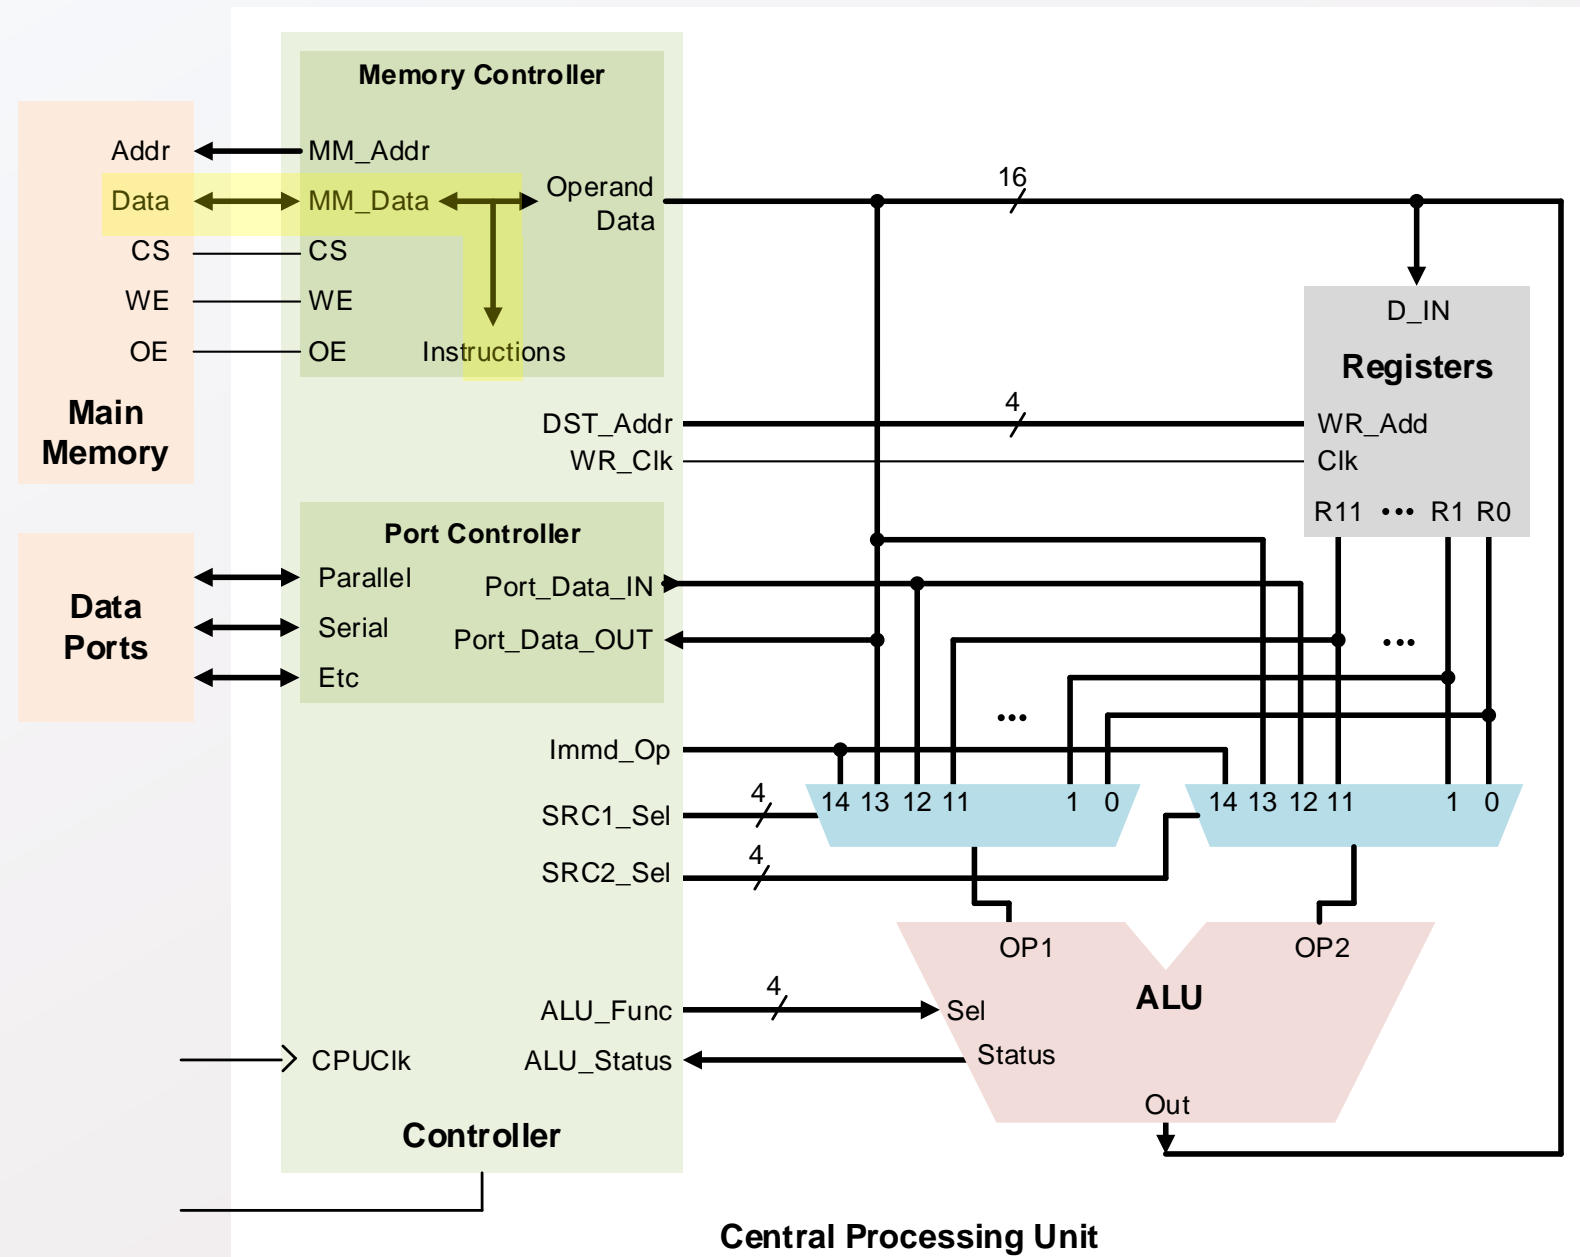 Memory Controller
Addr
MM_Addr
Data
MM_Data
Operand
Data
16
CS
CS
WE
WE
OE
OE
Instructions
Main
Memory
D_IN
Registers
DST_Addr
4
WR_Add
WR_Clk
Clk
R11 ••• R1 R0
Port Controller
Data
Ports
Parallel
Port_Data_IN
Serial
Port_Data_OUT
Etc
•••
•••
Immd_Op
SRC1_Sel
4
14 13 12 11 1 0
14 13 12 11 1 0
SRC2_Sel
4
OP1
OP2
ALU
ALU_Func
4
Sel
CPUClk
ALU_Status
Status
Out
Controller
Central Processing Unit